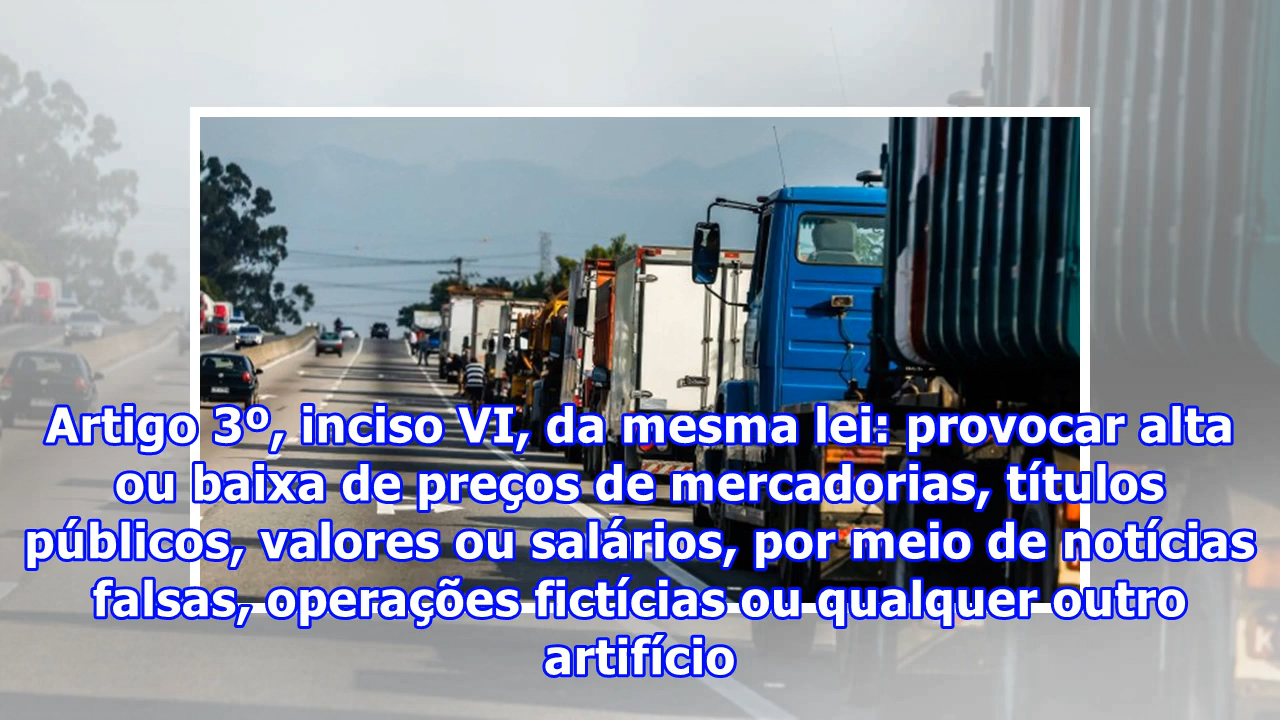 Artigo 3º, inciso VI, da mesma lei: provocar alta
ou baixa de preços de mercadorias, títulos
públicos, valores ou salários, por meio de notícias
falsas, operações fictícias ou qualquer outro
artifício